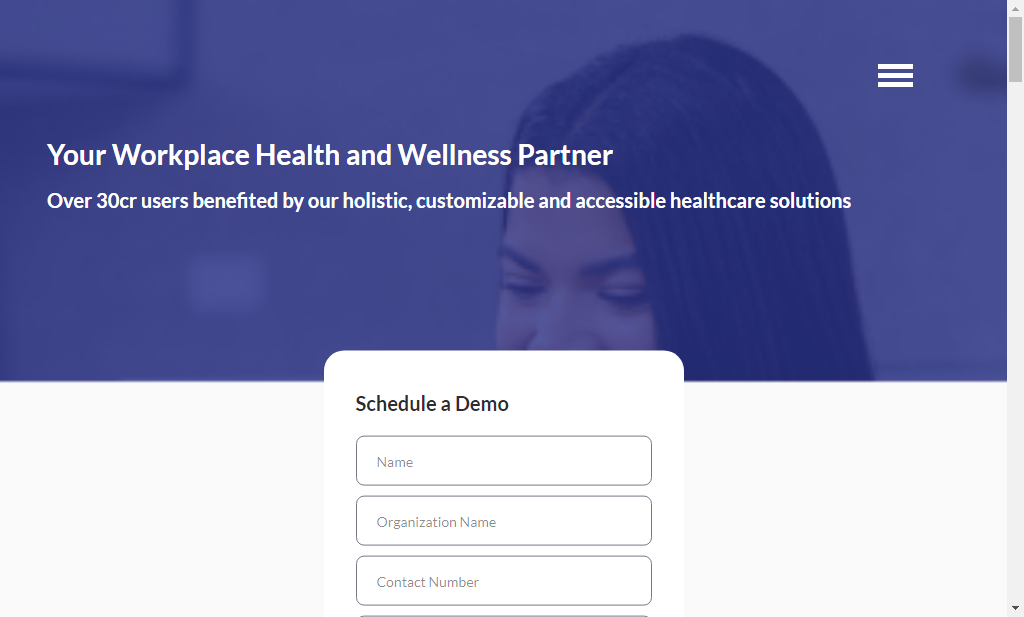 Your Workplace Health and Wellness Partner
Over 30cr users benefited by our holistic, customizable and accessible healthcare solutions
Schedule a Demo
Name
Organization Name
Contact Number